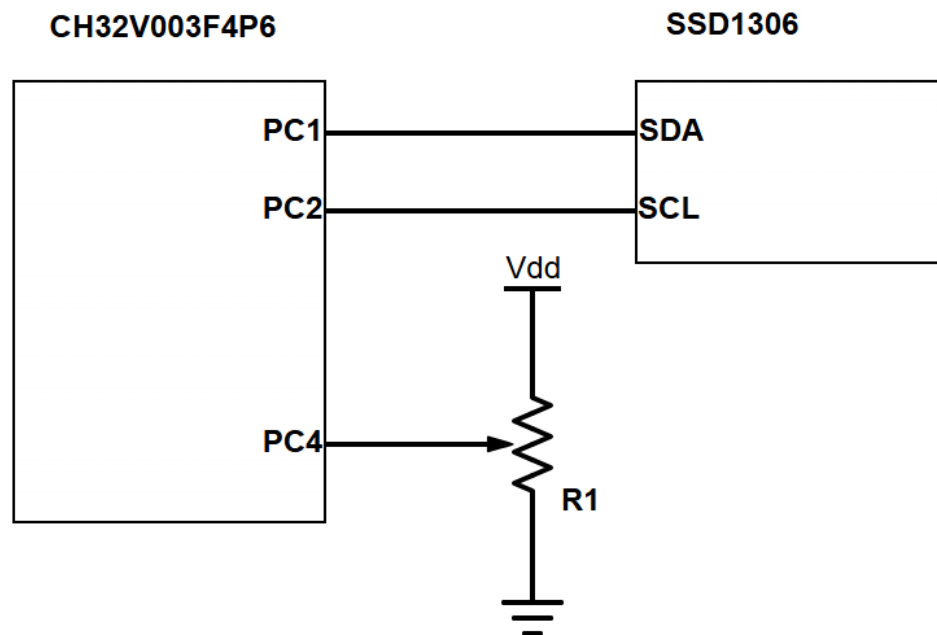 CH32V003F4P6
SSD1306
PC1
SDA
PC2
SCL
Vdd
PC4
R1